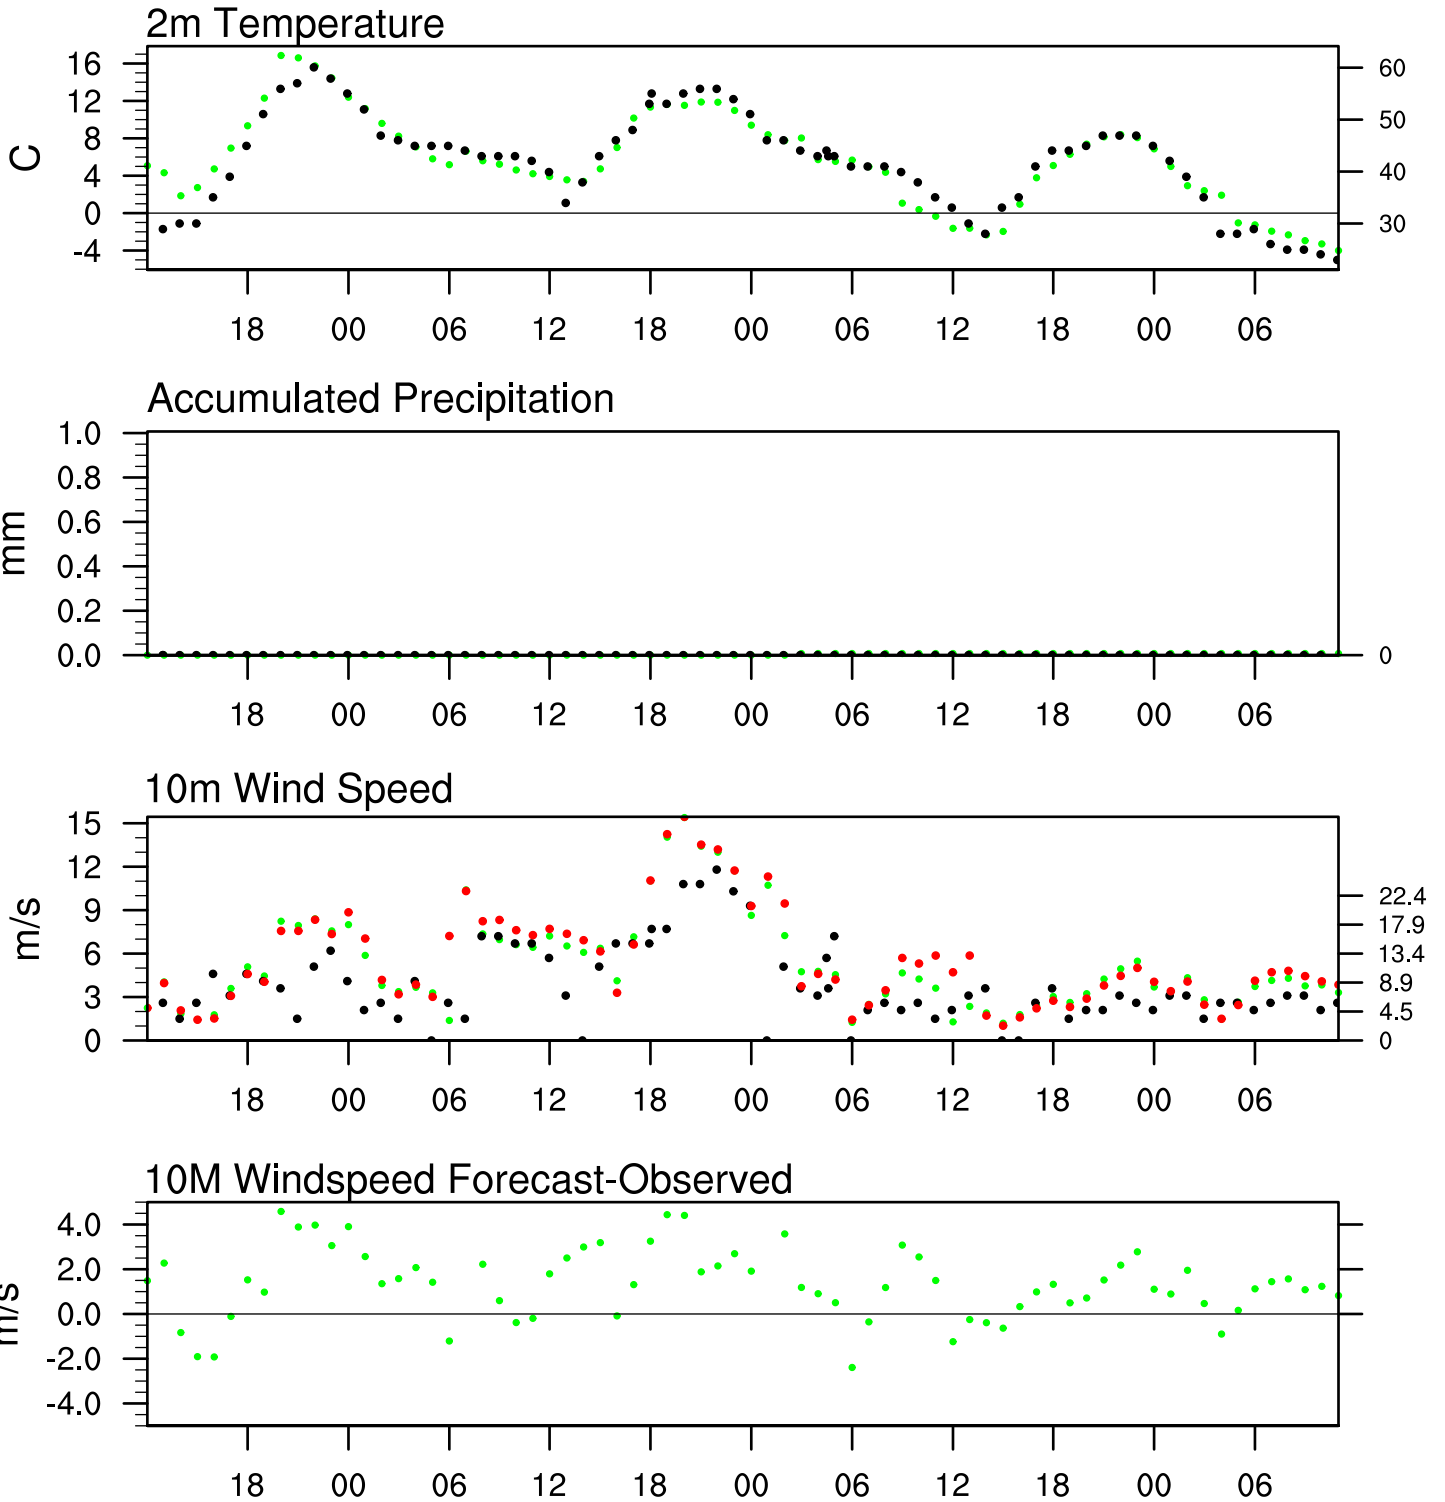 2m Temperature
16
12
8
4
0
-4
C
60
50
40
30
18 00 06 12 18 00 06 12 18 00 06
Accumulated Precipitation
1.0
0.8
0.6
0.4
0.2
0.0
mm
0
18 00 06 12 18 00 06 12 18 00 06
10m Wind Speed
15
12
9
6
3
0
m/s
22.4
17.9
13.4
8.9
4.5
0
18 00 06 12 18 00 06 12 18 00 06
10M Windspeed Forecast-Observed
4.0
2.0
0.0
-2.0
-4.0
m/s
18 00 06 12 18 00 06 12 18 00 06